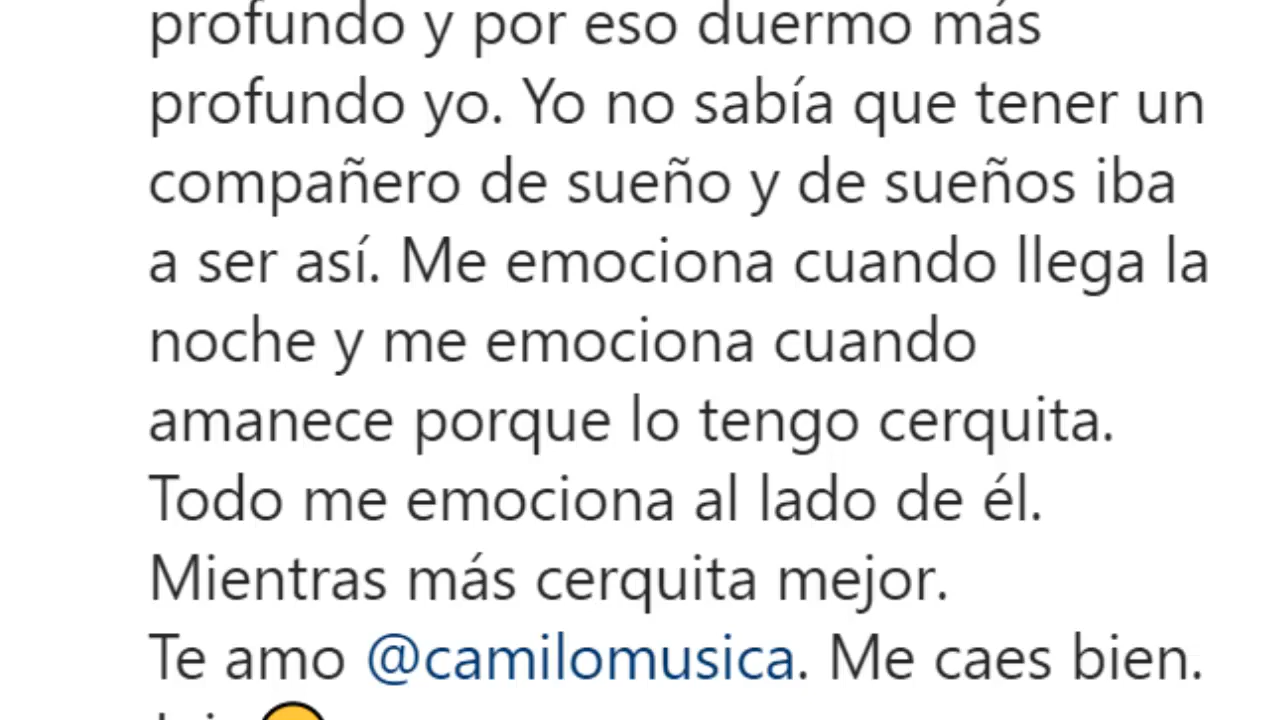 profundo y por eso duermo más
profundo yo. Yo no sabía que tener un
compañero de sueño y de sueños iba
a ser así. Me emociona cuando llega la
noche y me emociona cuando
amanece porque lo tengo cerquita.
Todo me emociona al lado de él.
Mientras más cerquita mejor.
Te amo @camilomusica. Me caes bien.